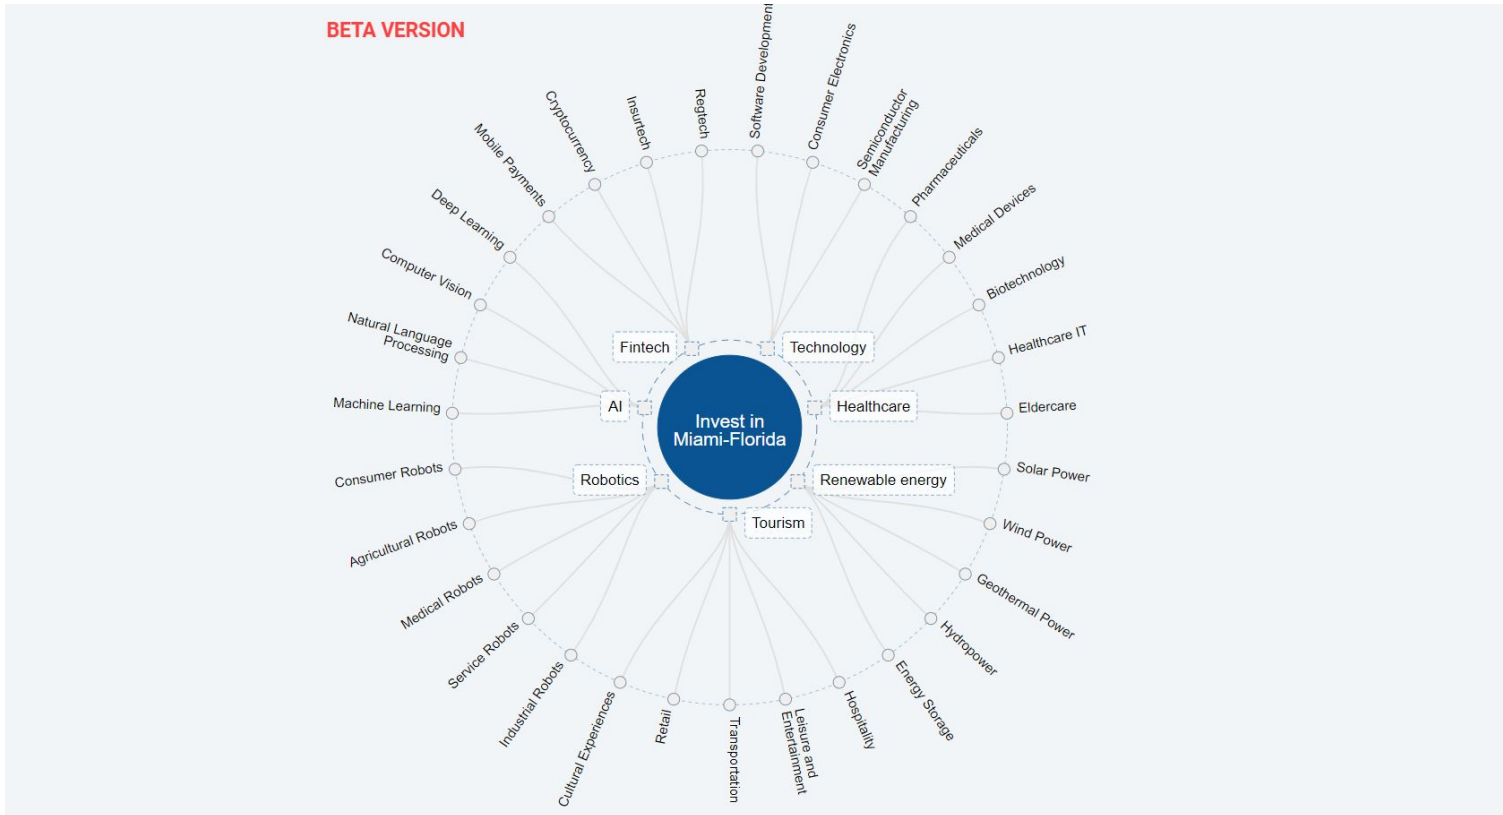 BETA VERSION
Software Development
Consumer Electronics
Semiconductor
Manufacturing
Pharmaceuticals
Medical Devices
Biotechnology
Healthcare IT
Eldercare
Solar Power
Wind Power
Geothermal Power
Hydropower
Energy Storage
Hospitality
Leisure and
Entertainment
Transportation
Retail
Cultural Experiences
Industrial Robots
Service Robots
Medical Robots
Agricultural Robots
Consumer Robots
Machine Learning
Natural Language
Processing
Computer Vision
Deep Learning
Mobile Payments
Cryptocurrency
Insurtech
Regtech
Fintech
Technology
AI
Healthcare
Invest in
Miami-Florida
Robotics
Renewable energy
Tourism